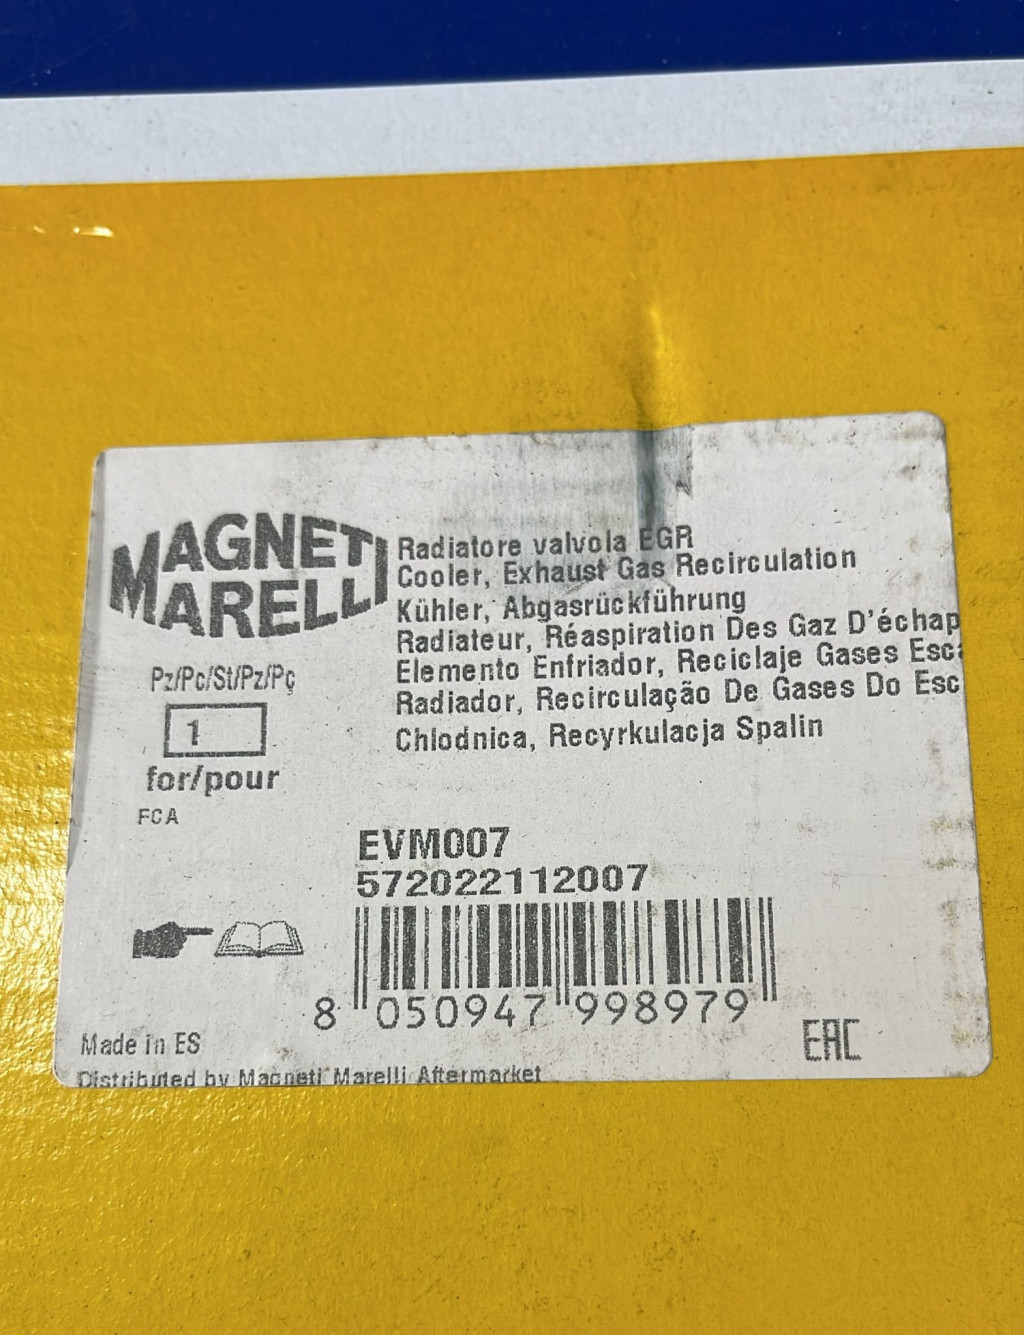 MAGNETI
MARELLI
Radiatore valvola EGR
Cooler, Exhaust Gas Recirculation
Kühler, Abgasrückführung
Radiateur, Réaspiration Des Gaz D'échap
Elemento Enfriador, Reciclaje Gases Esca
Radiador, Recirculação De Gases Do Esc
Chlodnica, Recyrkulacja Spalin
Pz/Pc/St/Pz/Pç
1
for/pour
FCA
EVM007
572022112007
8 050947 998979
EAC
Made in ES
Distributed by Magneti Marelli Aftermarket